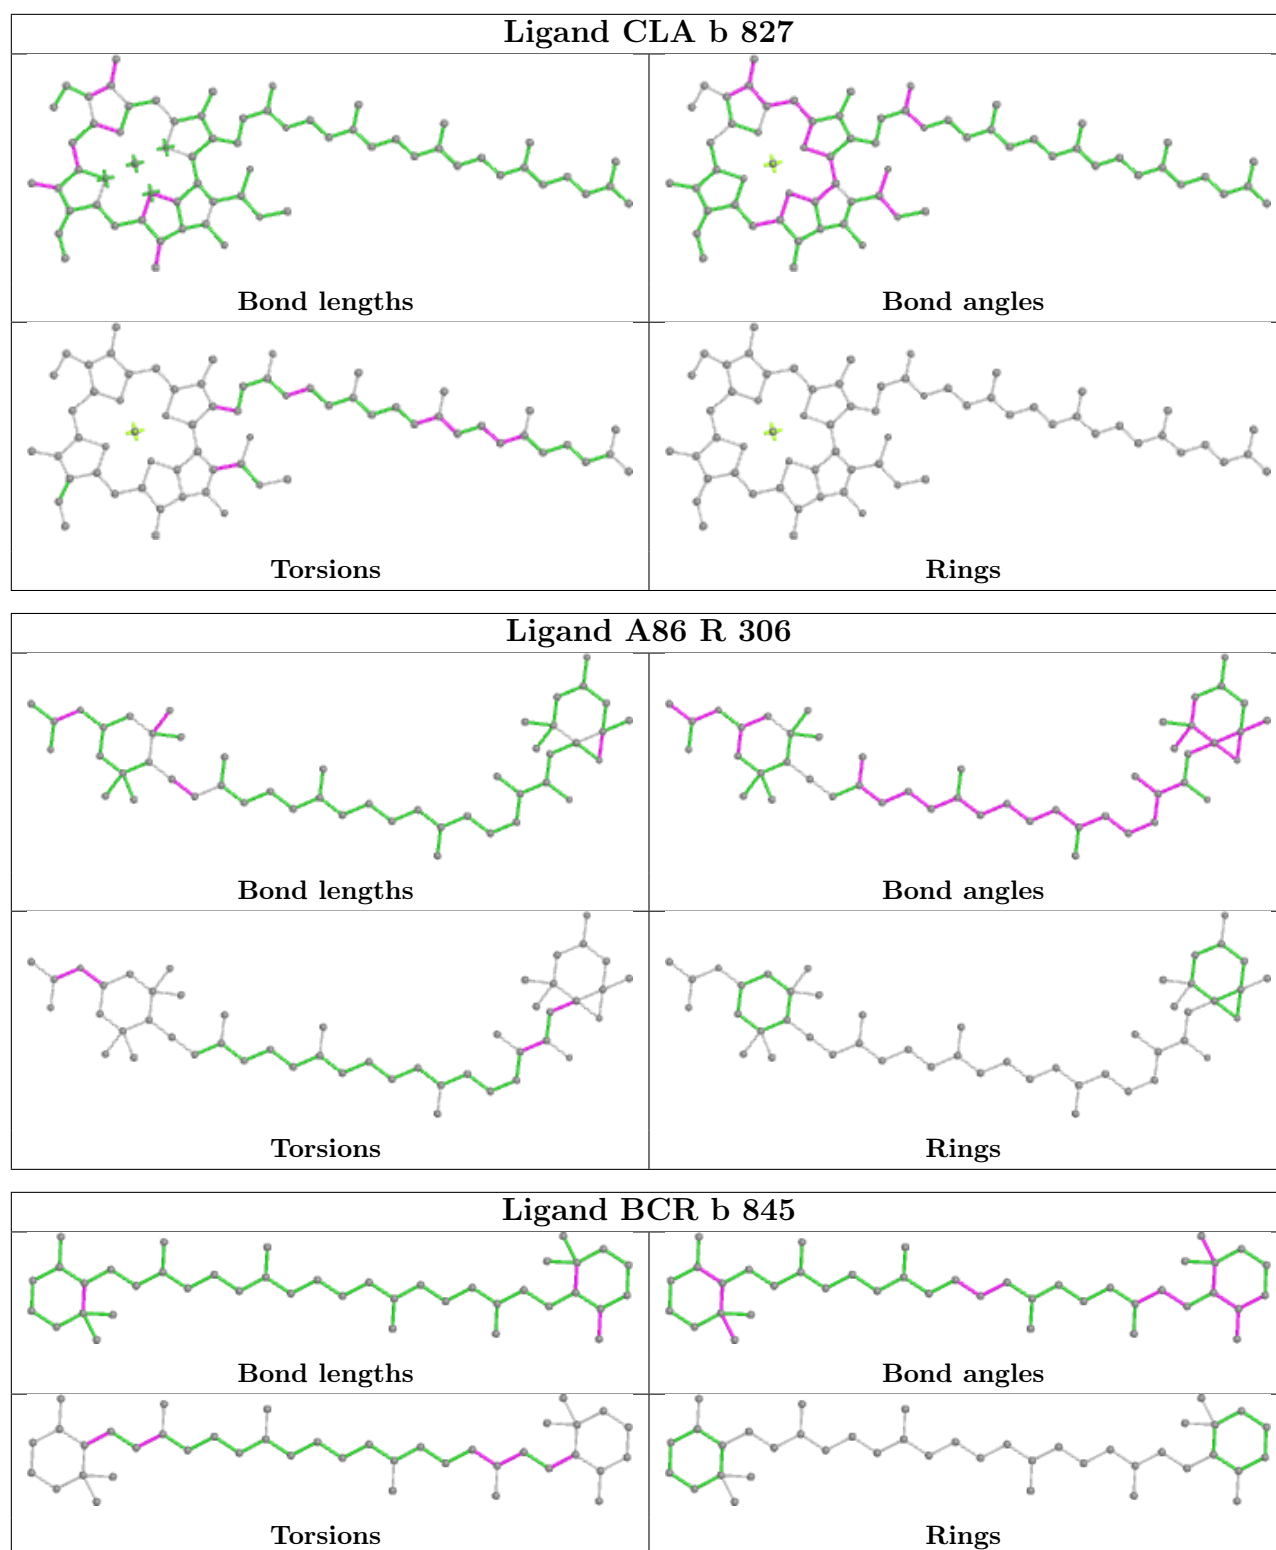 Ligand CLA b 827
Bond lengths
Bond angles
Torsions
Rings
Ligand A86 R 306
Bond lengths
Bond angles
Torsions
Rings
Ligand BCR b 845
Bond lengths
Bond angles
Torsions
Rings